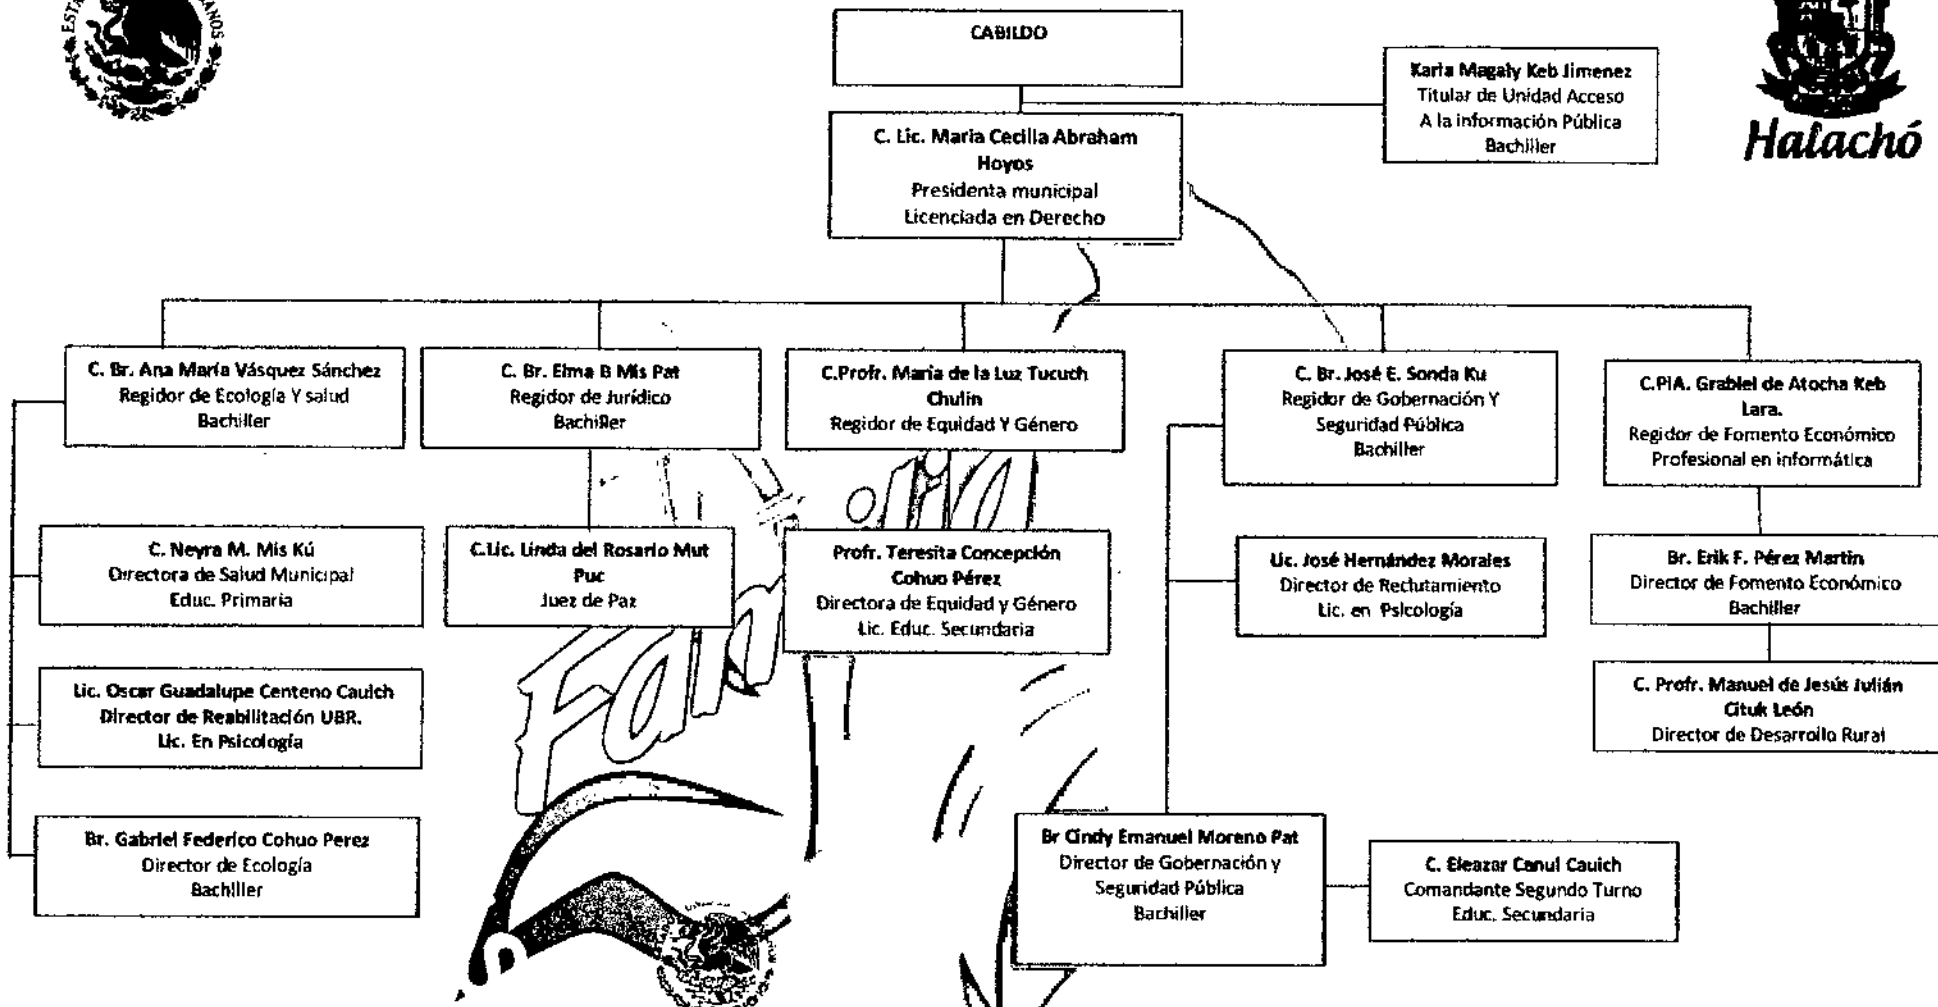 CABILDO
Karla Magaly Keb Jimenez
Titular de Unidad Acceso
A la información Pública
Bachiller
Halachó
C. Lic. Maria Cecilia Abraham
Hoyos
Presidenta municipal
Licenciada en Derecho
C. Br. Ana María Vásquez Sánchez
Regidor de Ecología Y salud
Bachiller
C. Br. Elma B Mis Pat
Regidor de Jurídico
Bachiller
C.Profr. María de la Luz Tucuch
Chulin
Regidor de Equidad Y Género
C. Br. José E. Sonda Ku
Regidor de Gobernación Y
Seguridad Pública
Bachiller
C.PIA. Grabiel de Atocha Keb
Lara.
Regidor de Fomento Económico
Profesional en informática
C. Neyra M. Mis Kú
Directora de Salud Municipal
Educ. Primaria
C.Lic. Linda del Rosario Mut
Puc
Juez de Paz
Profr. Teresita Concepción
Cohuo Pérez
Directora de Equidad y Género
Lic. Educ. Secundaria
Lic. José Hernández Morales
Director de Reclutamiento
Lic. en Psicología
Br. Erik F. Pérez Martin
Director de Fomento Económico
Bachiller
Lic. Oscar Guadalupe Centeno Cauich
Director de Reabilitación UBR.
Lic. En Psicología
C. Profr. Manuel de Jesús Julián
Cituk León
Director de Desarrollo Rural
Br. Gabriel Federico Cohuo Perez
Director de Ecología
Bachiller
Br Cindy Emanuel Moreno Pat
Director de Gobernación y
Seguridad Pública
Bachiller
C. Eleazar Canul Cauich
Comandante Segundo Turno
Educ. Secundaria